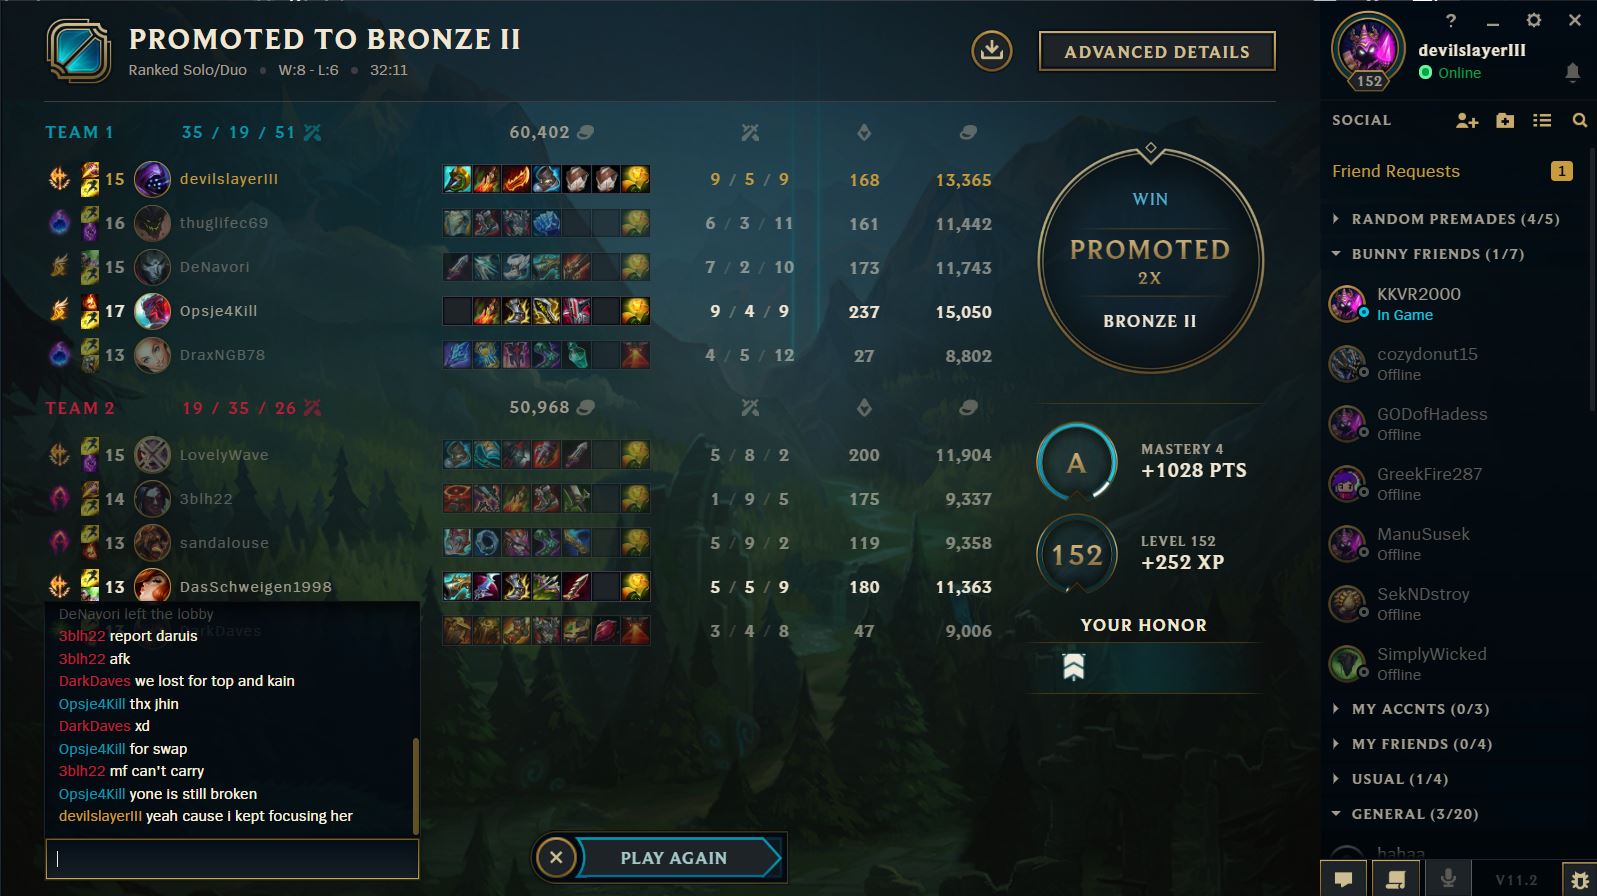 PROMOTED TO BRONZE II
Ranked Solo/Duo • W:8 - L:6 • 32:11
ADVANCED DETAILS
TEAM 1 35 / 19 / 51 60,402
15 devilslayerIII 9 / 5 / 9 168 13,365
16 thuglifec69 6 / 3 / 11 161 11,442
15 DeNavori 7 / 2 / 10 173 11,743
17 Opsje4Kill 9 / 4 / 9 237 15,050
13 DraxNGB78 4 / 5 / 12 27 8,802
TEAM 2 19 / 35 / 26 50,968
15 LovelyWave 5 / 8 / 2 200 11,904
14 3blh22 1 / 9 / 5 175 9,337
13 sandalouse 5 / 9 / 2 119 9,358
13 DasSchweigen1998 5 / 5 / 9 180 11,363
DarkDaves 3 / 4 / 8 47 9,006
DeNavori left the lobby
3blh22 report daruis
3blh22 afk
DarkDaves we lost for top and kain
Opsje4Kill thx jhin
DarkDaves xd
Opsje4Kill for swap
3blh22 mf can't carry
Opsje4Kill yone is still broken
devilslayerIII yeah cause i kept focusing her
PLAY AGAIN
WIN
PROMOTED
2X
BRONZE II
A
MASTERY 4
+1028 PTS
152
LEVEL 152
+252 XP
YOUR HONOR
?
devilslayerIII
152
Online
SOCIAL
Friend Requests 1
RANDOM PREMADES (4/5)
BUNNY FRIENDS (1/7)
KKVR2000
In Game
cozydonut15
Offline
GODofHadess
Offline
GreekFire287
Offline
ManuSusek
Offline
SekNDstroy
Offline
SimplyWicked
Offline
MY ACCNTS (0/3)
MY FRIENDS (0/4)
USUAL (1/4)
GENERAL (3/20)
habaa
V11.2